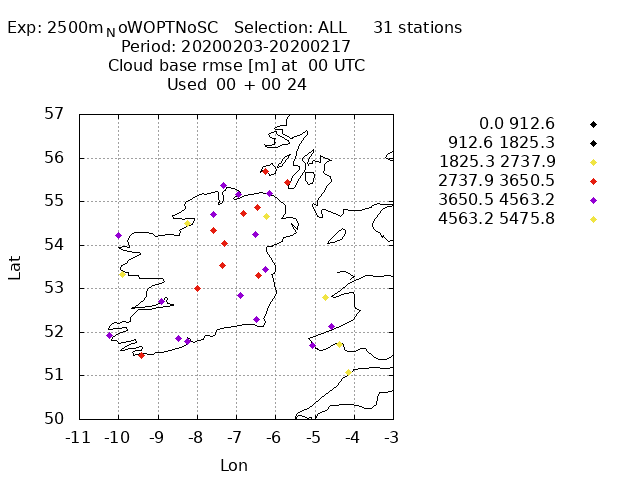 Exp: 2500m_NoWOPTNoSC   Selection: ALL     31 stations
Period: 20200203-20200217
Cloud base rmse [m] at  00 UTC
Used  00 + 00 24
57
56
55
54
53
52
51
50
-11 -10 -9 -8 -7 -6 -5 -4 -3
Lat
Lon
0.0 912.6
912.6 1825.3
1825.3 2737.9
2737.9 3650.5
3650.5 4563.2
4563.2 5475.8